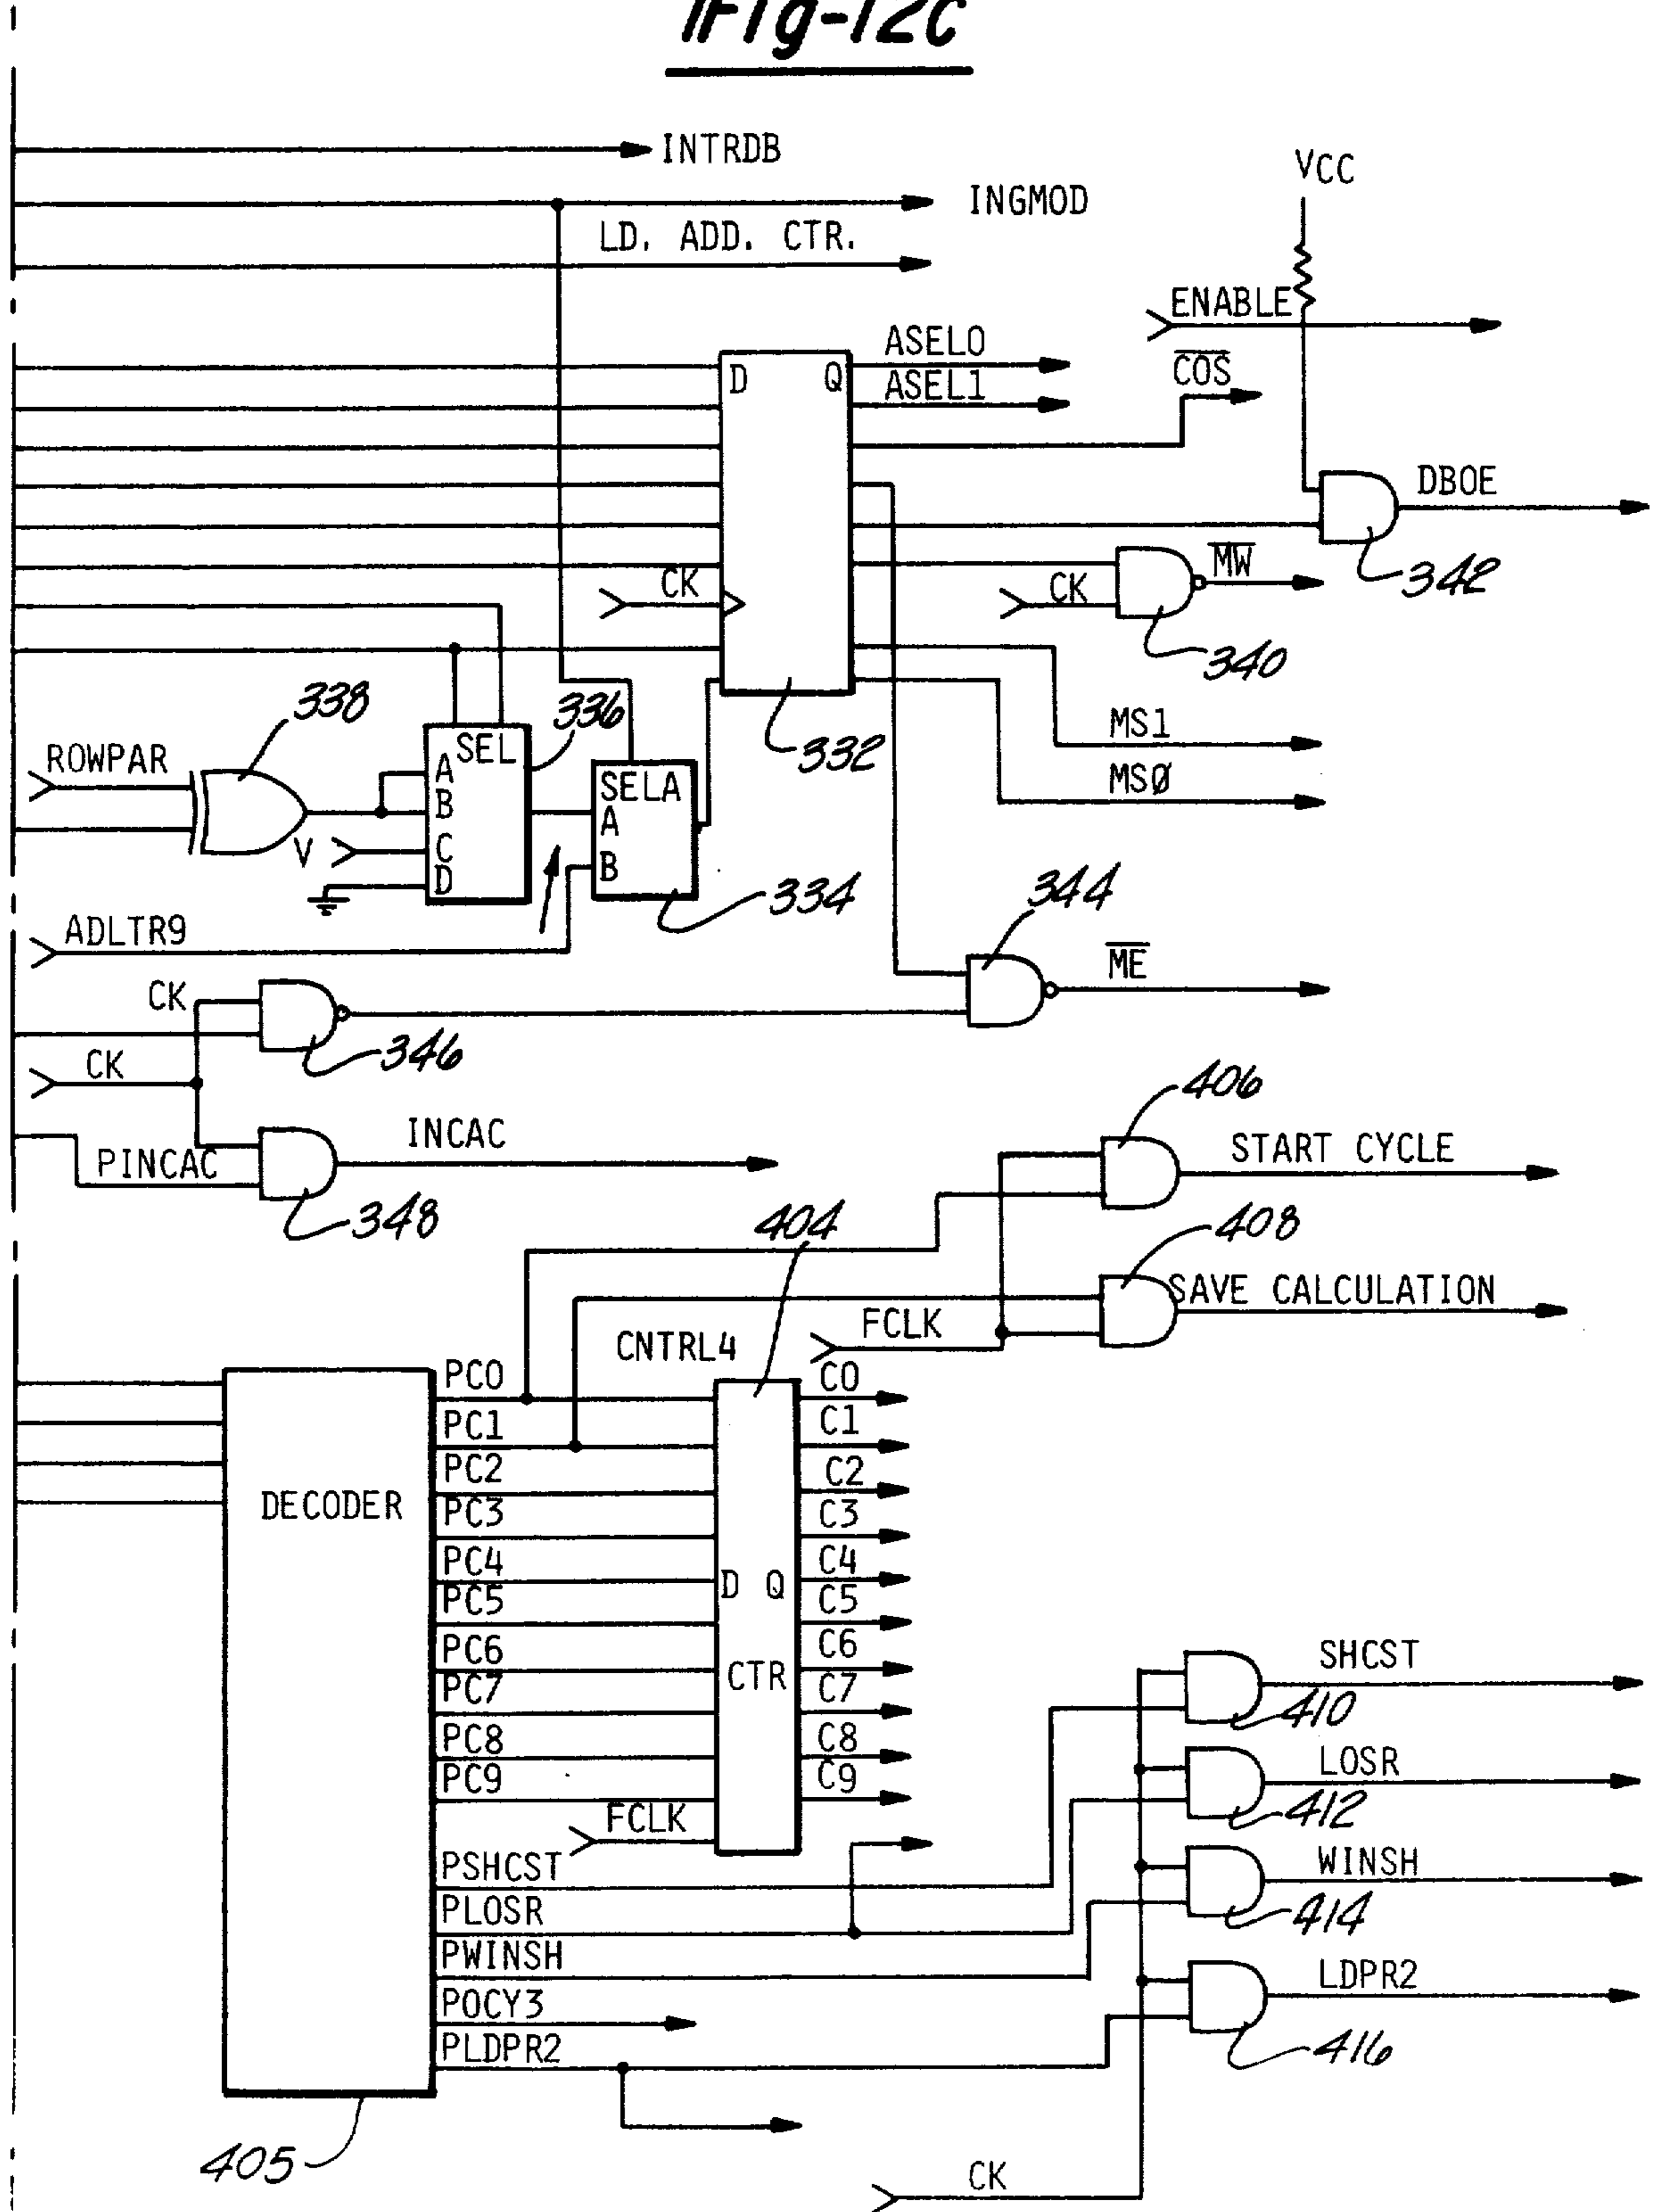 Fig-12C
INTRDB
VCC
INGMOD
LD. ADD. CTR.
ENABLE
ASEL0
D Q
COS
ASEL1
DBOE
CK
MW
CK
342
340
338
336
332
MS1
SEL
ROWPAR
A
SELA
MSØ
B
A
V
C
D
B
334
344
ADLTR9
ME
CK
346
CK
406
INCAC
START CYCLE
PINCAC
348
404
408
SAVE CALCULATION
FCLK
CNTRL4
PC0
C0
PC1
C1
PC2
C2
DECODER
PC3
C3
PC4
C4
D Q
PC5
C5
PC6
C6
CTR
PC7
C7
PC8
C8
PC9
C9
FCLK
SHCST
410
LOSR
412
PSHCST
WINSH
PLOSR
414
PWINSH
LDPR2
POCY3
PLDPR2
416
405
CK